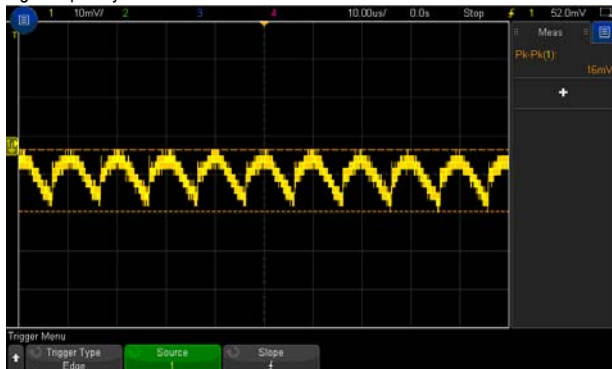 1 10mV/ 2 3 4 10.00us/ 0.0s Stop 1 52.0mV
Meas
Pk-Pk(1):
16mV
Trigger Menu
Trigger Type Source Slope
Edge 1